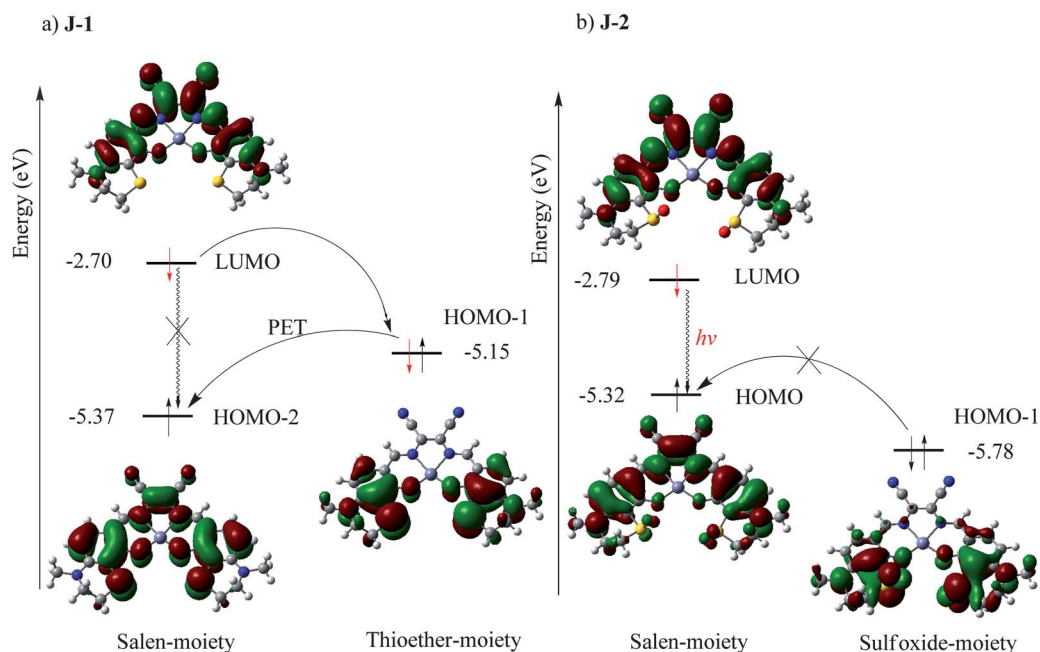 a) J-1
b) J-2
Energy (eV)
-2.70
LUMO
PET
HOMO-1
-5.15
-5.37
HOMO-2
Salen-moiety
Thioether-moiety
Energy (eV)
-2.79
LUMO
hν
-5.32
HOMO
HOMO-1
-5.78
Salen-moiety
Sulfoxide-moiety